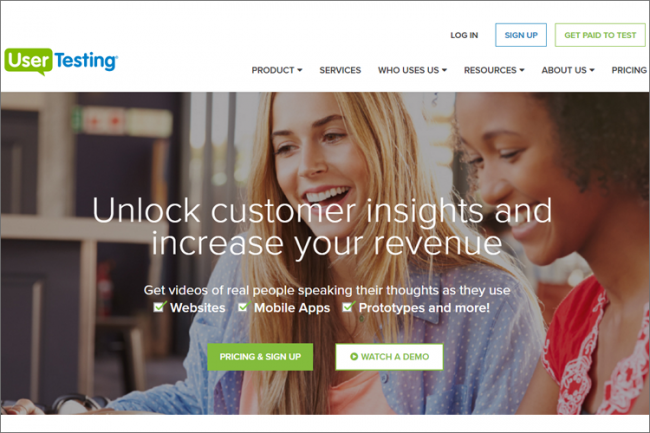 LOG IN SIGN UP GET PAID TO TEST
UserTesting
PRODUCT SERVICES WHO USES US RESOURCES ABOUT US PRICING
Unlock customer insights and
increase your revenue
Get videos of real people speaking their thoughts as they use
Websites Mobile Apps Prototypes and more!
PRICING & SIGN UP WATCH A DEMO